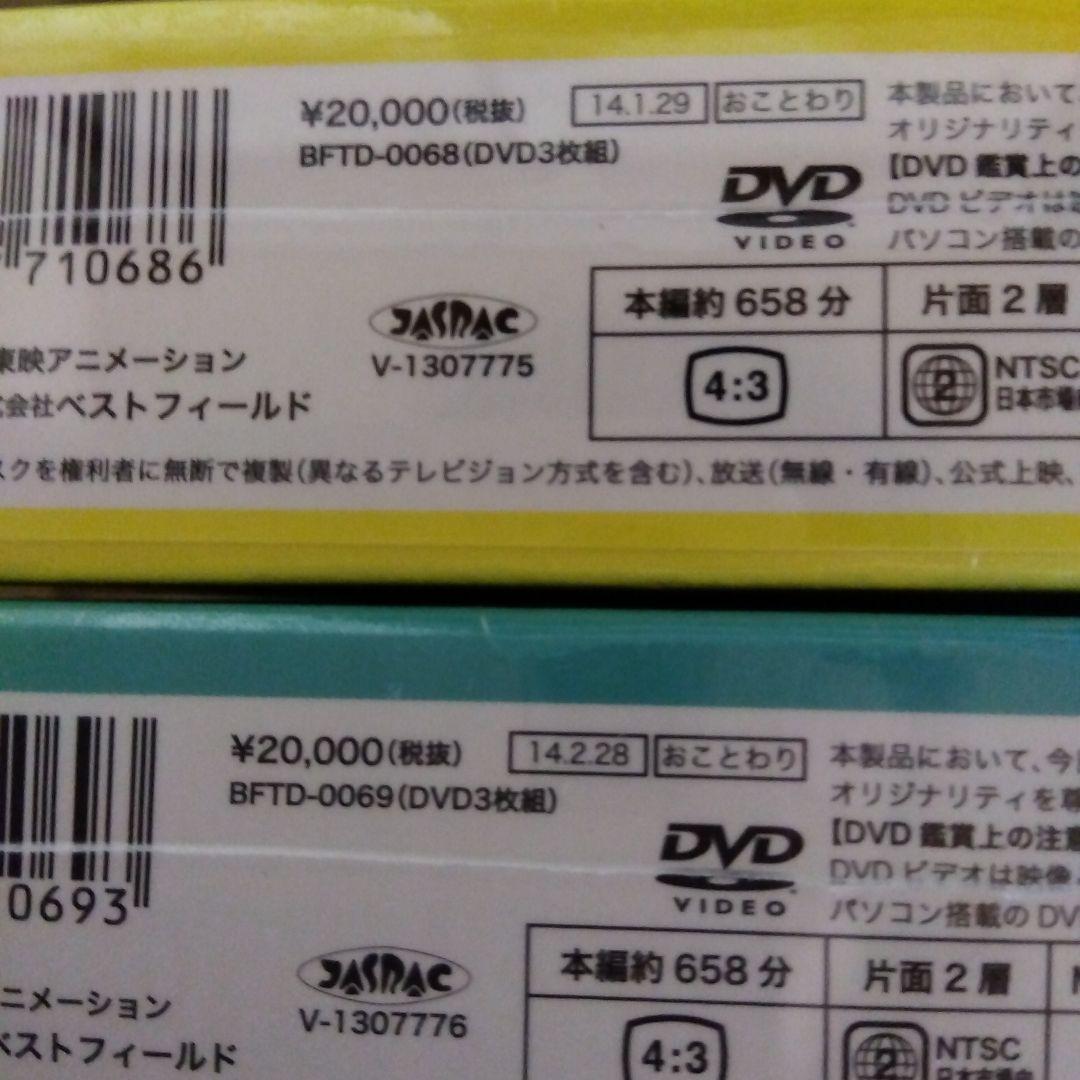 710686
¥20,000(税抜)
14.1.29
おことわり
BFTD-0068(DVD3枚組)
DVD
VIDEO
本製品において
オリジナリティ
【DVD 鑑賞上の
DVD ビデオは
パソコン搭載の
JASRAC
V-1307775
東映アニメーション
会社ベストフィールド
本編約 658 分
片面 2 層
4:3
2
NTSC
日本市場
スクを権利者に無断で複製(異なるテレビジョン方式を含む)、放送(無線・有線)、公式上映、
0693
¥20,000(税抜)
14.2.28
おことわり
BFTD-0069(DVD3枚組)
DVD
VIDEO
本製品において、今
オリジナリティを尊
【DVD 鑑賞上の注意
DVD ビデオは映像
パソコン搭載の DV
JASRAC
V-1307776
ニメーション
ベストフィールド
本編約 658 分
片面 2 層
4:3
2
NTSC
日本市場向